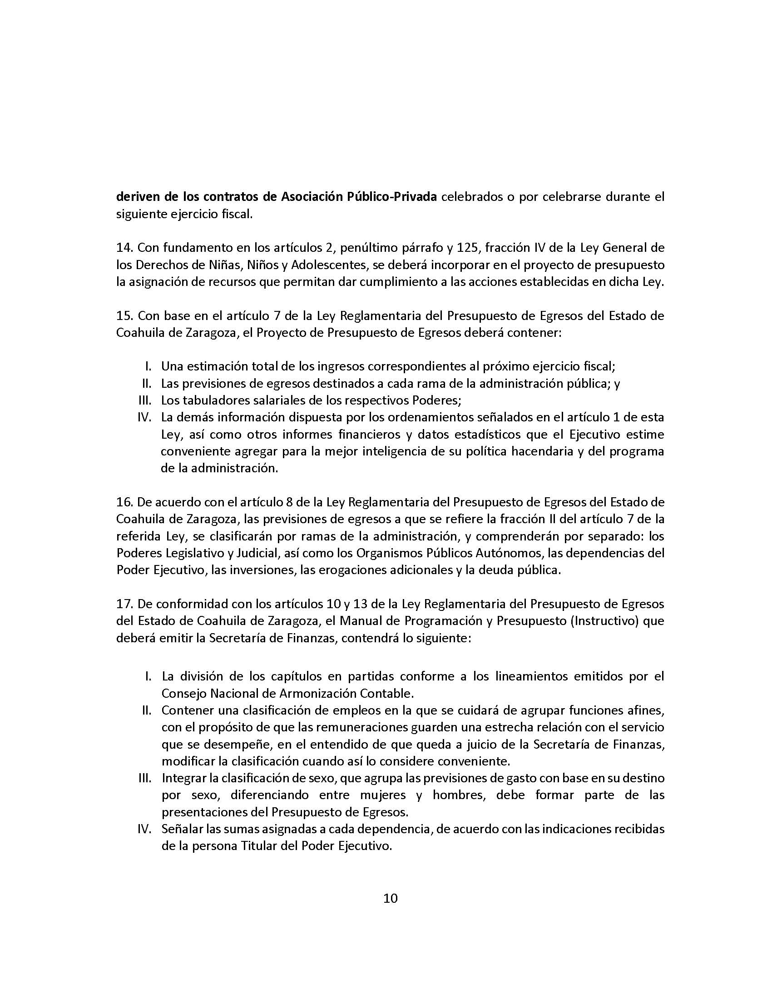 deriven de los contratos de Asociación Público-Privada celebrados o por celebrarse durante el
siguiente ejercicio fiscal.
14. Con fundamento en los artículos 2, penúltimo párrafo y 125, fracción IV de la Ley General de
los Derechos de Niñas, Niños y Adolescentes, se deberá incorporar en el proyecto de presupuesto
la asignación de recursos que permitan dar cumplimiento a las acciones establecidas en dicha Ley.
15. Con base en el artículo 7 de la Ley Reglamentaria del Presupuesto de Egresos del Estado de
Coahuila de Zaragoza, el Proyecto de Presupuesto de Egresos deberá contener:
I. Una estimación total de los ingresos correspondientes al próximo ejercicio fiscal;
II. Las previsiones de egresos destinados a cada rama de la administración pública; y
III. Los tabuladores salariales de los respectivos Poderes;
IV. La demás información dispuesta por los ordenamientos señalados en el artículo 1 de esta
Ley, así como otros informes financieros y datos estadísticos que el Ejecutivo estime
conveniente agregar para la mejor inteligencia de su política hacendaria y del programa
de la administración.
16. De acuerdo con el artículo 8 de la Ley Reglamentaria del Presupuesto de Egresos del Estado de
Coahuila de Zaragoza, las previsiones de egresos a que se refiere la fracción II del artículo 7 de la
referida Ley, se clasificarán por ramas de la administración, y comprenderán por separado: los
Poderes Legislativo y Judicial, así como los Organismos Públicos Autónomos, las dependencias del
Poder Ejecutivo, las inversiones, las erogaciones adicionales y la deuda pública.
17. De conformidad con los artículos 10 y 13 de la Ley Reglamentaria del Presupuesto de Egresos
del Estado de Coahuila de Zaragoza, el Manual de Programación y Presupuesto (Instructivo) que
deberá emitir la Secretaría de Finanzas, contendrá lo siguiente:
I. La división de los capítulos en partidas conforme a los lineamientos emitidos por el
Consejo Nacional de Armonización Contable.
II. Contener una clasificación de empleos en la que se cuidará de agrupar funciones afines,
con el propósito de que las remuneraciones guarden una estrecha relación con el servicio
que se desempeñe, en el entendido de que queda a juicio de la Secretaría de Finanzas,
modificar la clasificación cuando así lo considere conveniente.
III. Integrar la clasificación de sexo, que agrupa las previsiones de gasto con base en su destino
por sexo, diferenciando entre mujeres y hombres, debe formar parte de las
presentaciones del Presupuesto de Egresos.
IV. Señalar las sumas asignadas a cada dependencia, de acuerdo con las indicaciones recibidas
de la persona Titular del Poder Ejecutivo.
10